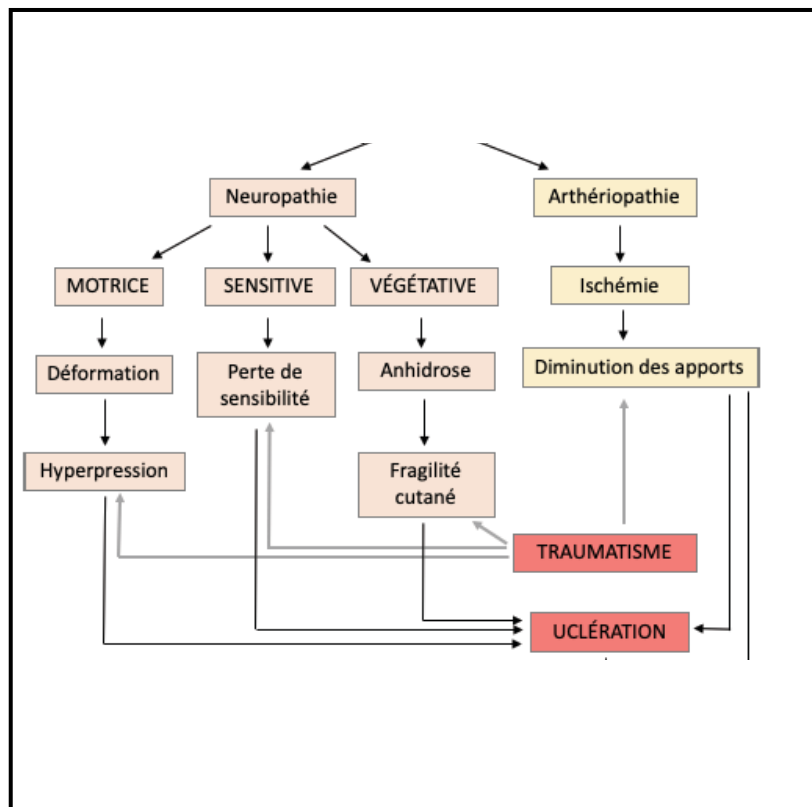 Neuropathie
Arthériopathie
MOTRICE
SENSITIVE
VÉGÉTATIVE
Ischémie
Déformation
Perte de
sensibilité
Anhidrose
Diminution des apports
Hyperpression
Fragilité
cutané
TRAUMATISME
UCLÉRATION